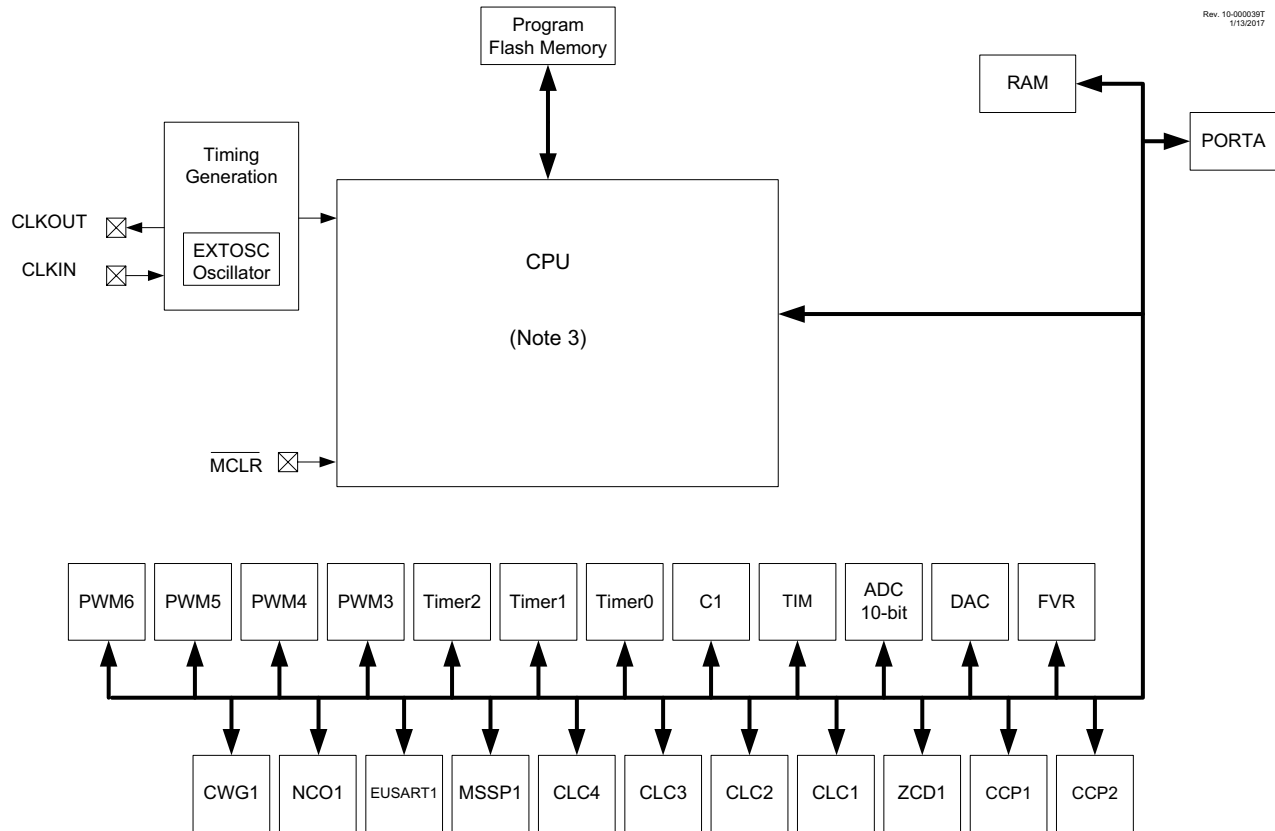 Rev. 10-000039T
1/13/2017
Program
Flash Memory
RAM
PORTA
Timing
Generation
EXTOSC
Oscillator
CLKOUT
CLKIN
CPU
(Note 3)
MCLR
PWM6
PWM5
PWM4
PWM3
Timer2
Timer1
Timer0
C1
TIM
ADC
10-bit
DAC
FVR
CWG1
NCO1
EUSART1
MSSP1
CLC4
CLC3
CLC2
CLC1
ZCD1
CCP1
CCP2